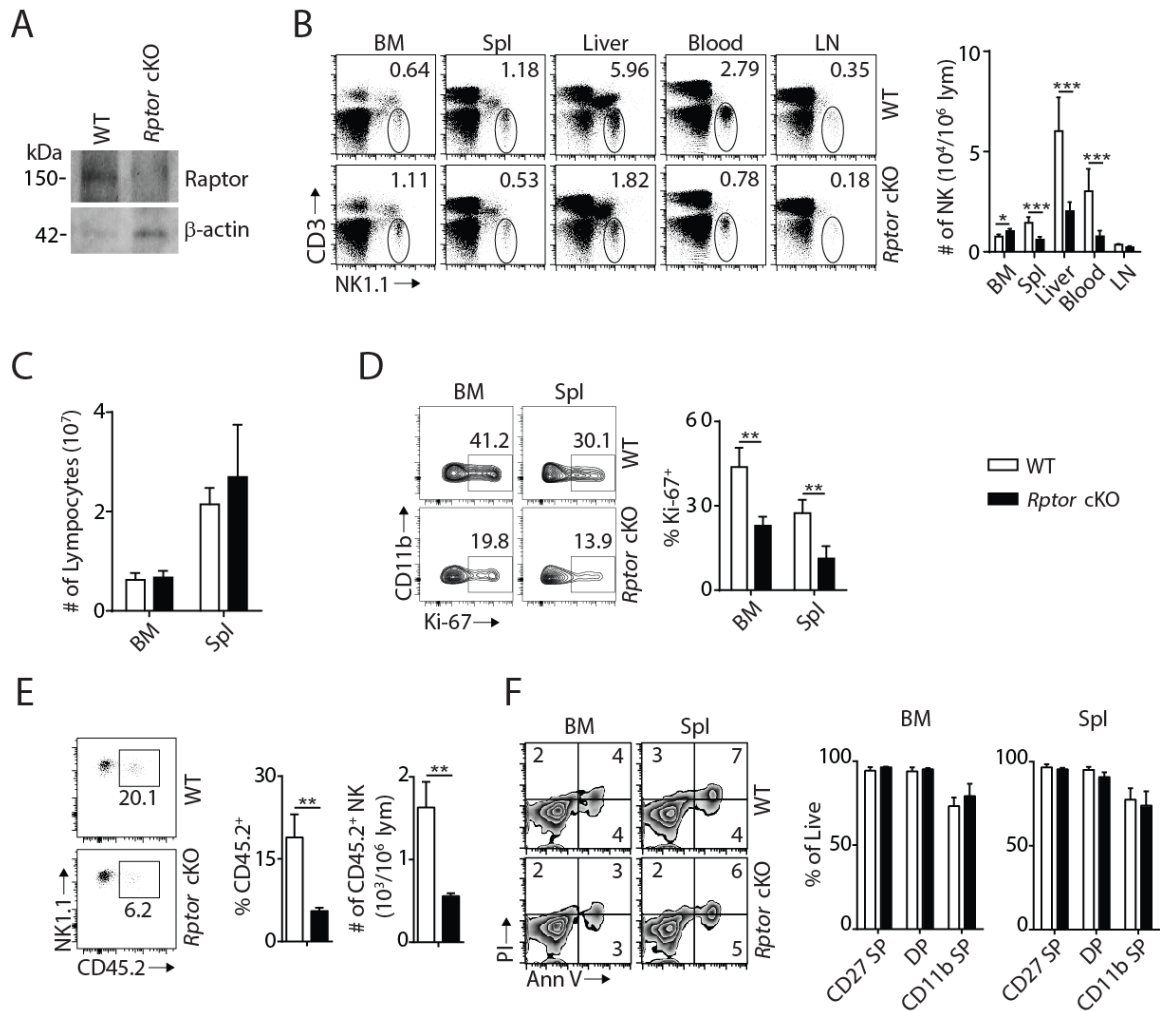 A
WT
Rptor cKO
kDa
150-
Raptor
42-
β-actin
B
BM
Spl
Liver
Blood
LN
0.64
1.18
5.96
2.79
0.35
WT
1.11
0.53
1.82
0.78
0.18
Rptor cKO
CD3
NK1.1
# of NK (10⁴/10⁶ lym)
10
5
0
*
***
***
***
BM
Spl
Liver
Blood
LN
C
# of Lympocytes (10⁷)
4
2
0
BM
Spl
D
BM
Spl
41.2
30.1
WT
19.8
13.9
Rptor cKO
CD11b
Ki-67
% Ki-67⁺
60
30
0
**
**
BM
Spl
WT
Rptor cKO
E
20.1
WT
6.2
Rptor cKO
NK1.1
CD45.2
% CD45.2⁺
30
15
0
**
# of CD45.2⁺ NK
(10³/10⁶ lym)
2
1
0
**
F
BM
Spl
2
4
4
3
7
4
WT
2
3
3
2
6
5
Rptor cKO
PI
Ann V
BM
% of Live
100
50
0
CD27 SP
DP
CD11b SP
Spl
100
50
0
CD27 SP
DP
CD11b SP